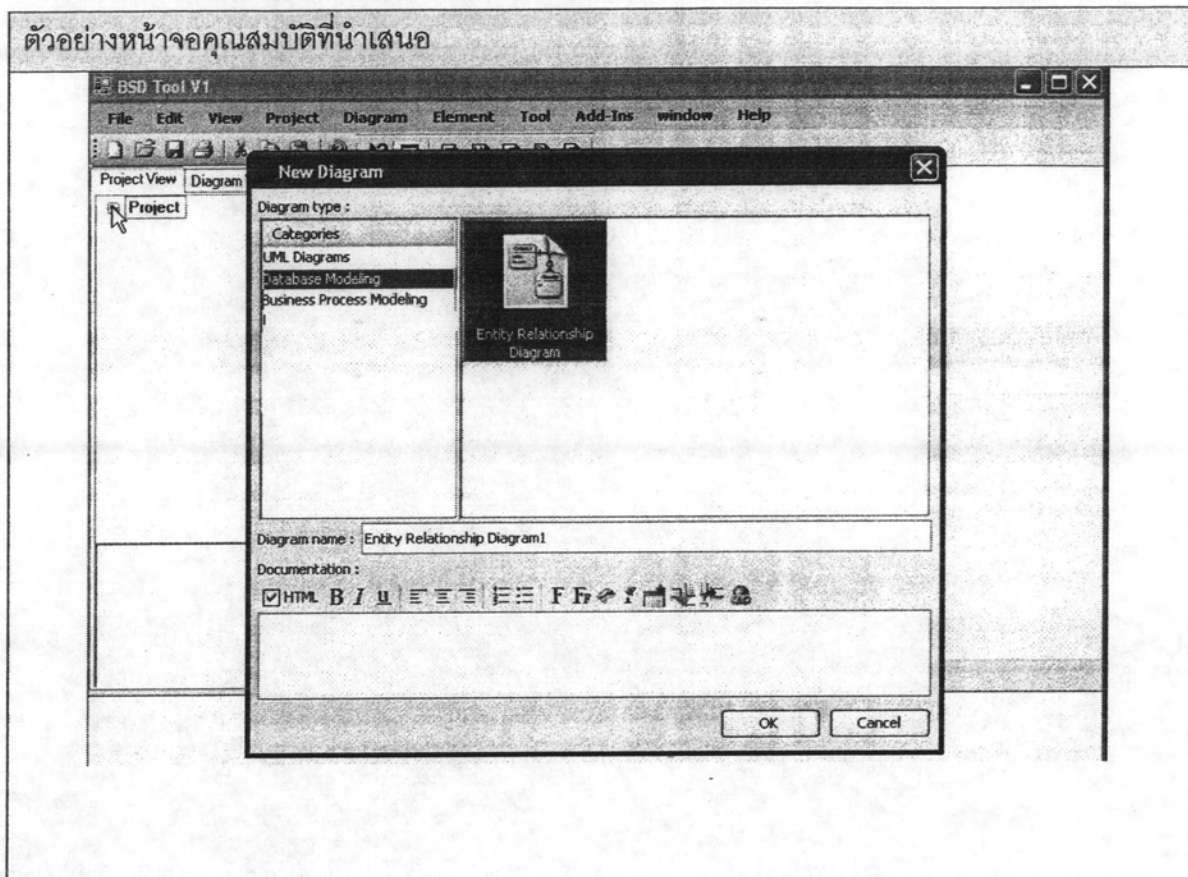 ตัวอย่างหน้าจอคุณสมบัติที่นำเสนอ
BSD Tool V1
File Edit View Project Diagram Element Tool Add-Ins window Help
Project View Diagram
New Diagram
Project
Diagram type :
Categories
UML Diagrams
Database Modeling
Business Process Modeling
Entity Relationship
Diagram
Diagram name : Entity Relationship Diagram1
Documentation :
HTML B I u F
OK Cancel